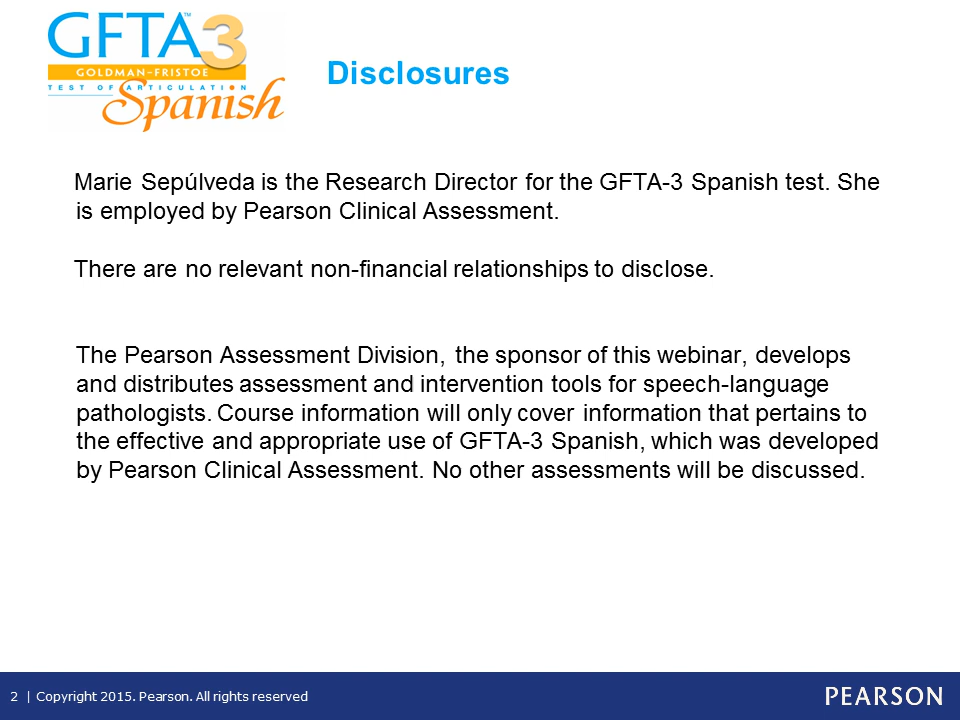 GFTA 3
GOLDMAN-FRISTOE
TEST OF ARTICULATION
Spanish
Disclosures
Marie Sepúlveda is the Research Director for the GFTA-3 Spanish test. She
is employed by Pearson Clinical Assessment.
There are no relevant non-financial relationships to disclose.
The Pearson Assessment Division, the sponsor of this webinar, develops
and distributes assessment and intervention tools for speech-language
pathologists. Course information will only cover information that pertains to
the effective and appropriate use of GFTA-3 Spanish, which was developed
by Pearson Clinical Assessment. No other assessments will be discussed.
2 | Copyright 2015. Pearson. All rights reserved
PEARSON